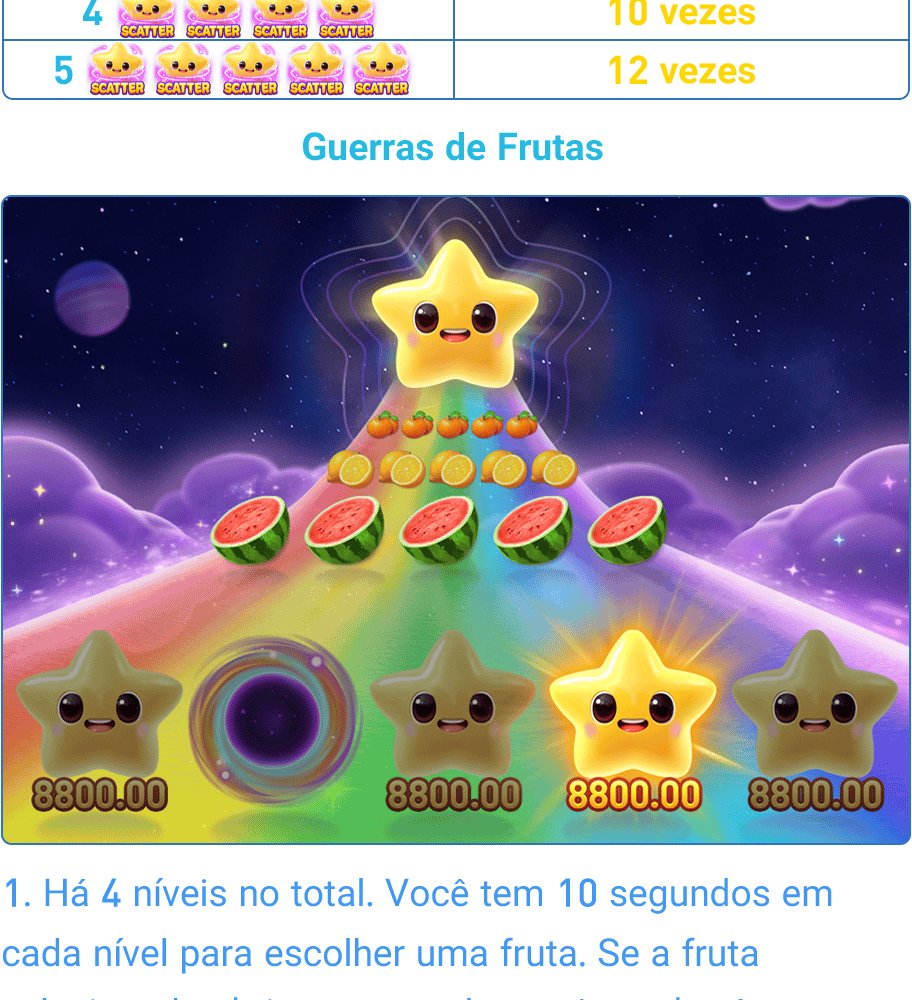 4 SCATTER SCATTER SCATTER SCATTER 10 vezes
5 SCATTER SCATTER SCATTER SCATTER SCATTER 12 vezes
Guerras de Frutas
8800.00 8800.00 8800.00 8800.00
1. Há 4 níveis no total. Você tem 10 segundos em
cada nível para escolher uma fruta. Se a fruta